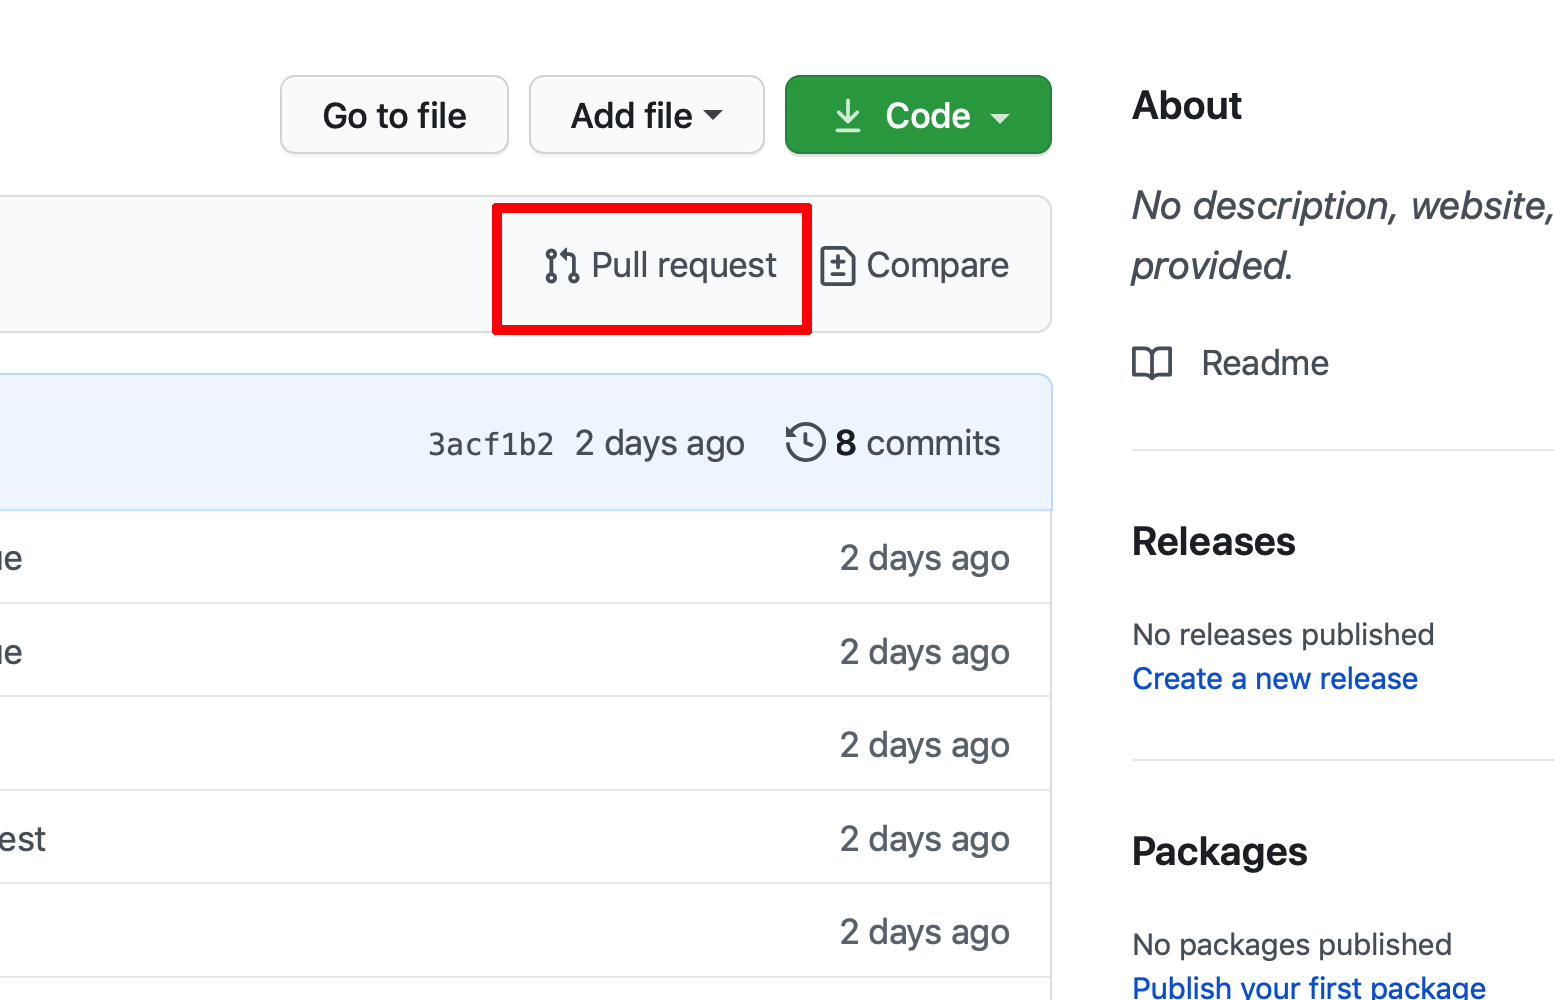 Go to file Add file Code
Pull request Compare
3acf1b2 2 days ago 8 commits
2 days ago
2 days ago
2 days ago
est 2 days ago
2 days ago
About
No description, website,
provided.
Readme
Releases
No releases published
Create a new release
Packages
No packages published
Publish your first package